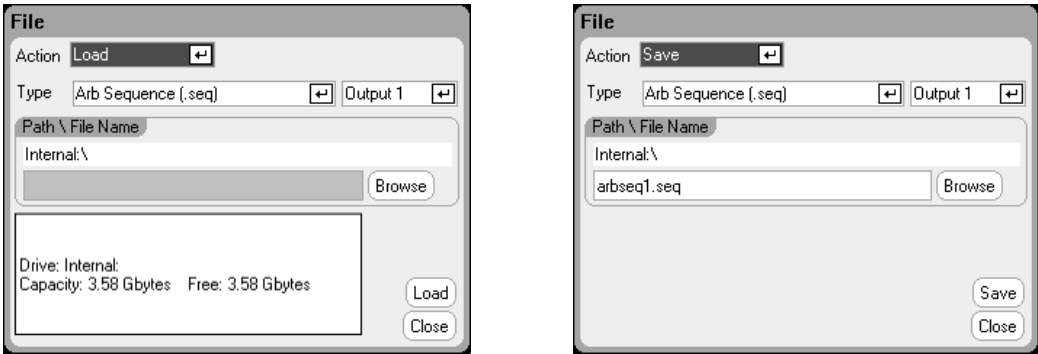 File
Action Load
Type Arb Sequence (.seq) Output 1
Path \ File Name
Internal:\
Browse
Drive: Internal:
Capacity: 3.58 Gbytes Free: 3.58 Gbytes
Load
Close
File
Action Save
Type Arb Sequence (.seq) Output 1
Path \ File Name
Internal:\
arbseq1.seq Browse
Save
Close